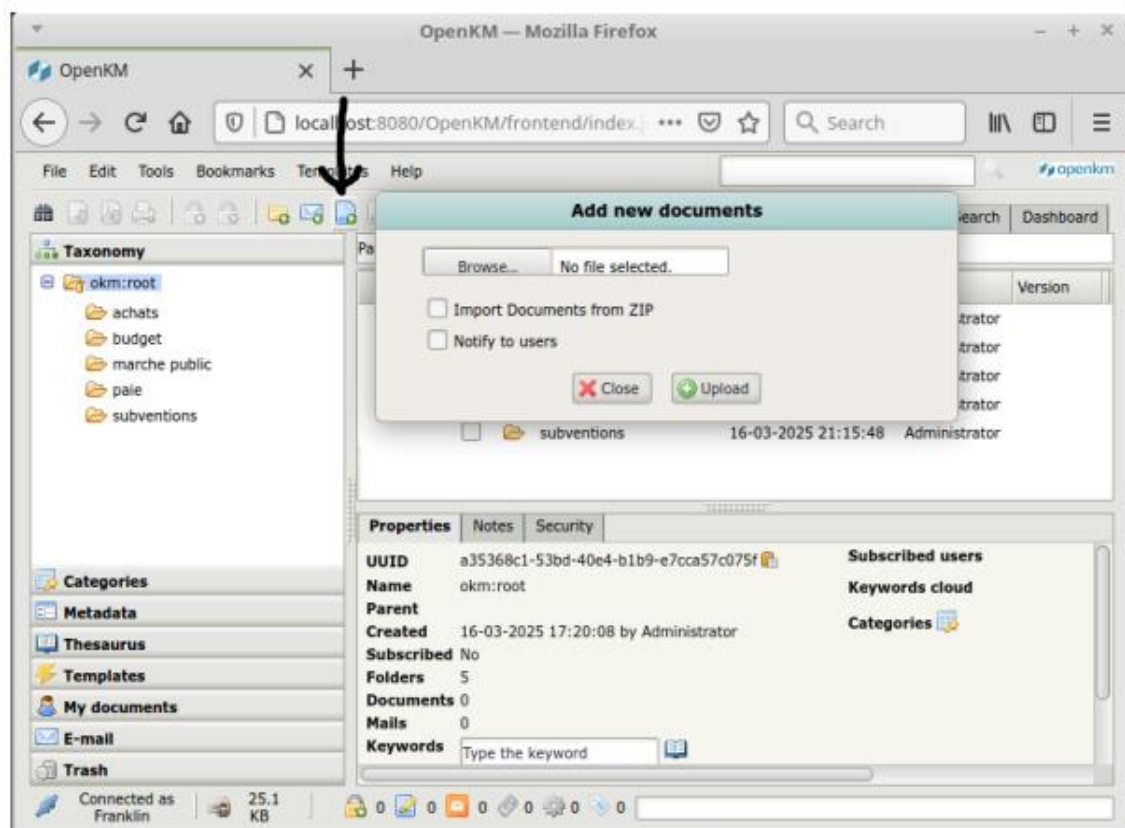 OpenKM — Mozilla Firefox
OpenKM
localhost:8080/OpenKM/frontend/index.j
Search
File Edit Tools Bookmarks Templates Help
openkm
Add new documents
Search Dashboard
Taxonomy
Pa
Browse... No file selected.
okm:root
Version
Import Documents from ZIP
achats
trator
Notify to users
budget
trator
marche public
trator
Close Upload
paie
trator
subventions
subventions 16-03-2025 21:15:48 Administrator
Properties Notes Security
UUID a35368c1-53bd-40e4-b1b9-e7cca57c075f
Subscribed users
Categories
Name okm:root
Keywords cloud
Metadata
Parent
Categories
Created 16-03-2025 17:20:08 by Administrator
Thesaurus
Subscribed No
Templates
Folders 5
My documents
Documents 0
E-mail
Mails 0
Keywords Type the keyword
Trash
Connected as
Franklin
25.1
KB
0 0 0 0 0 0